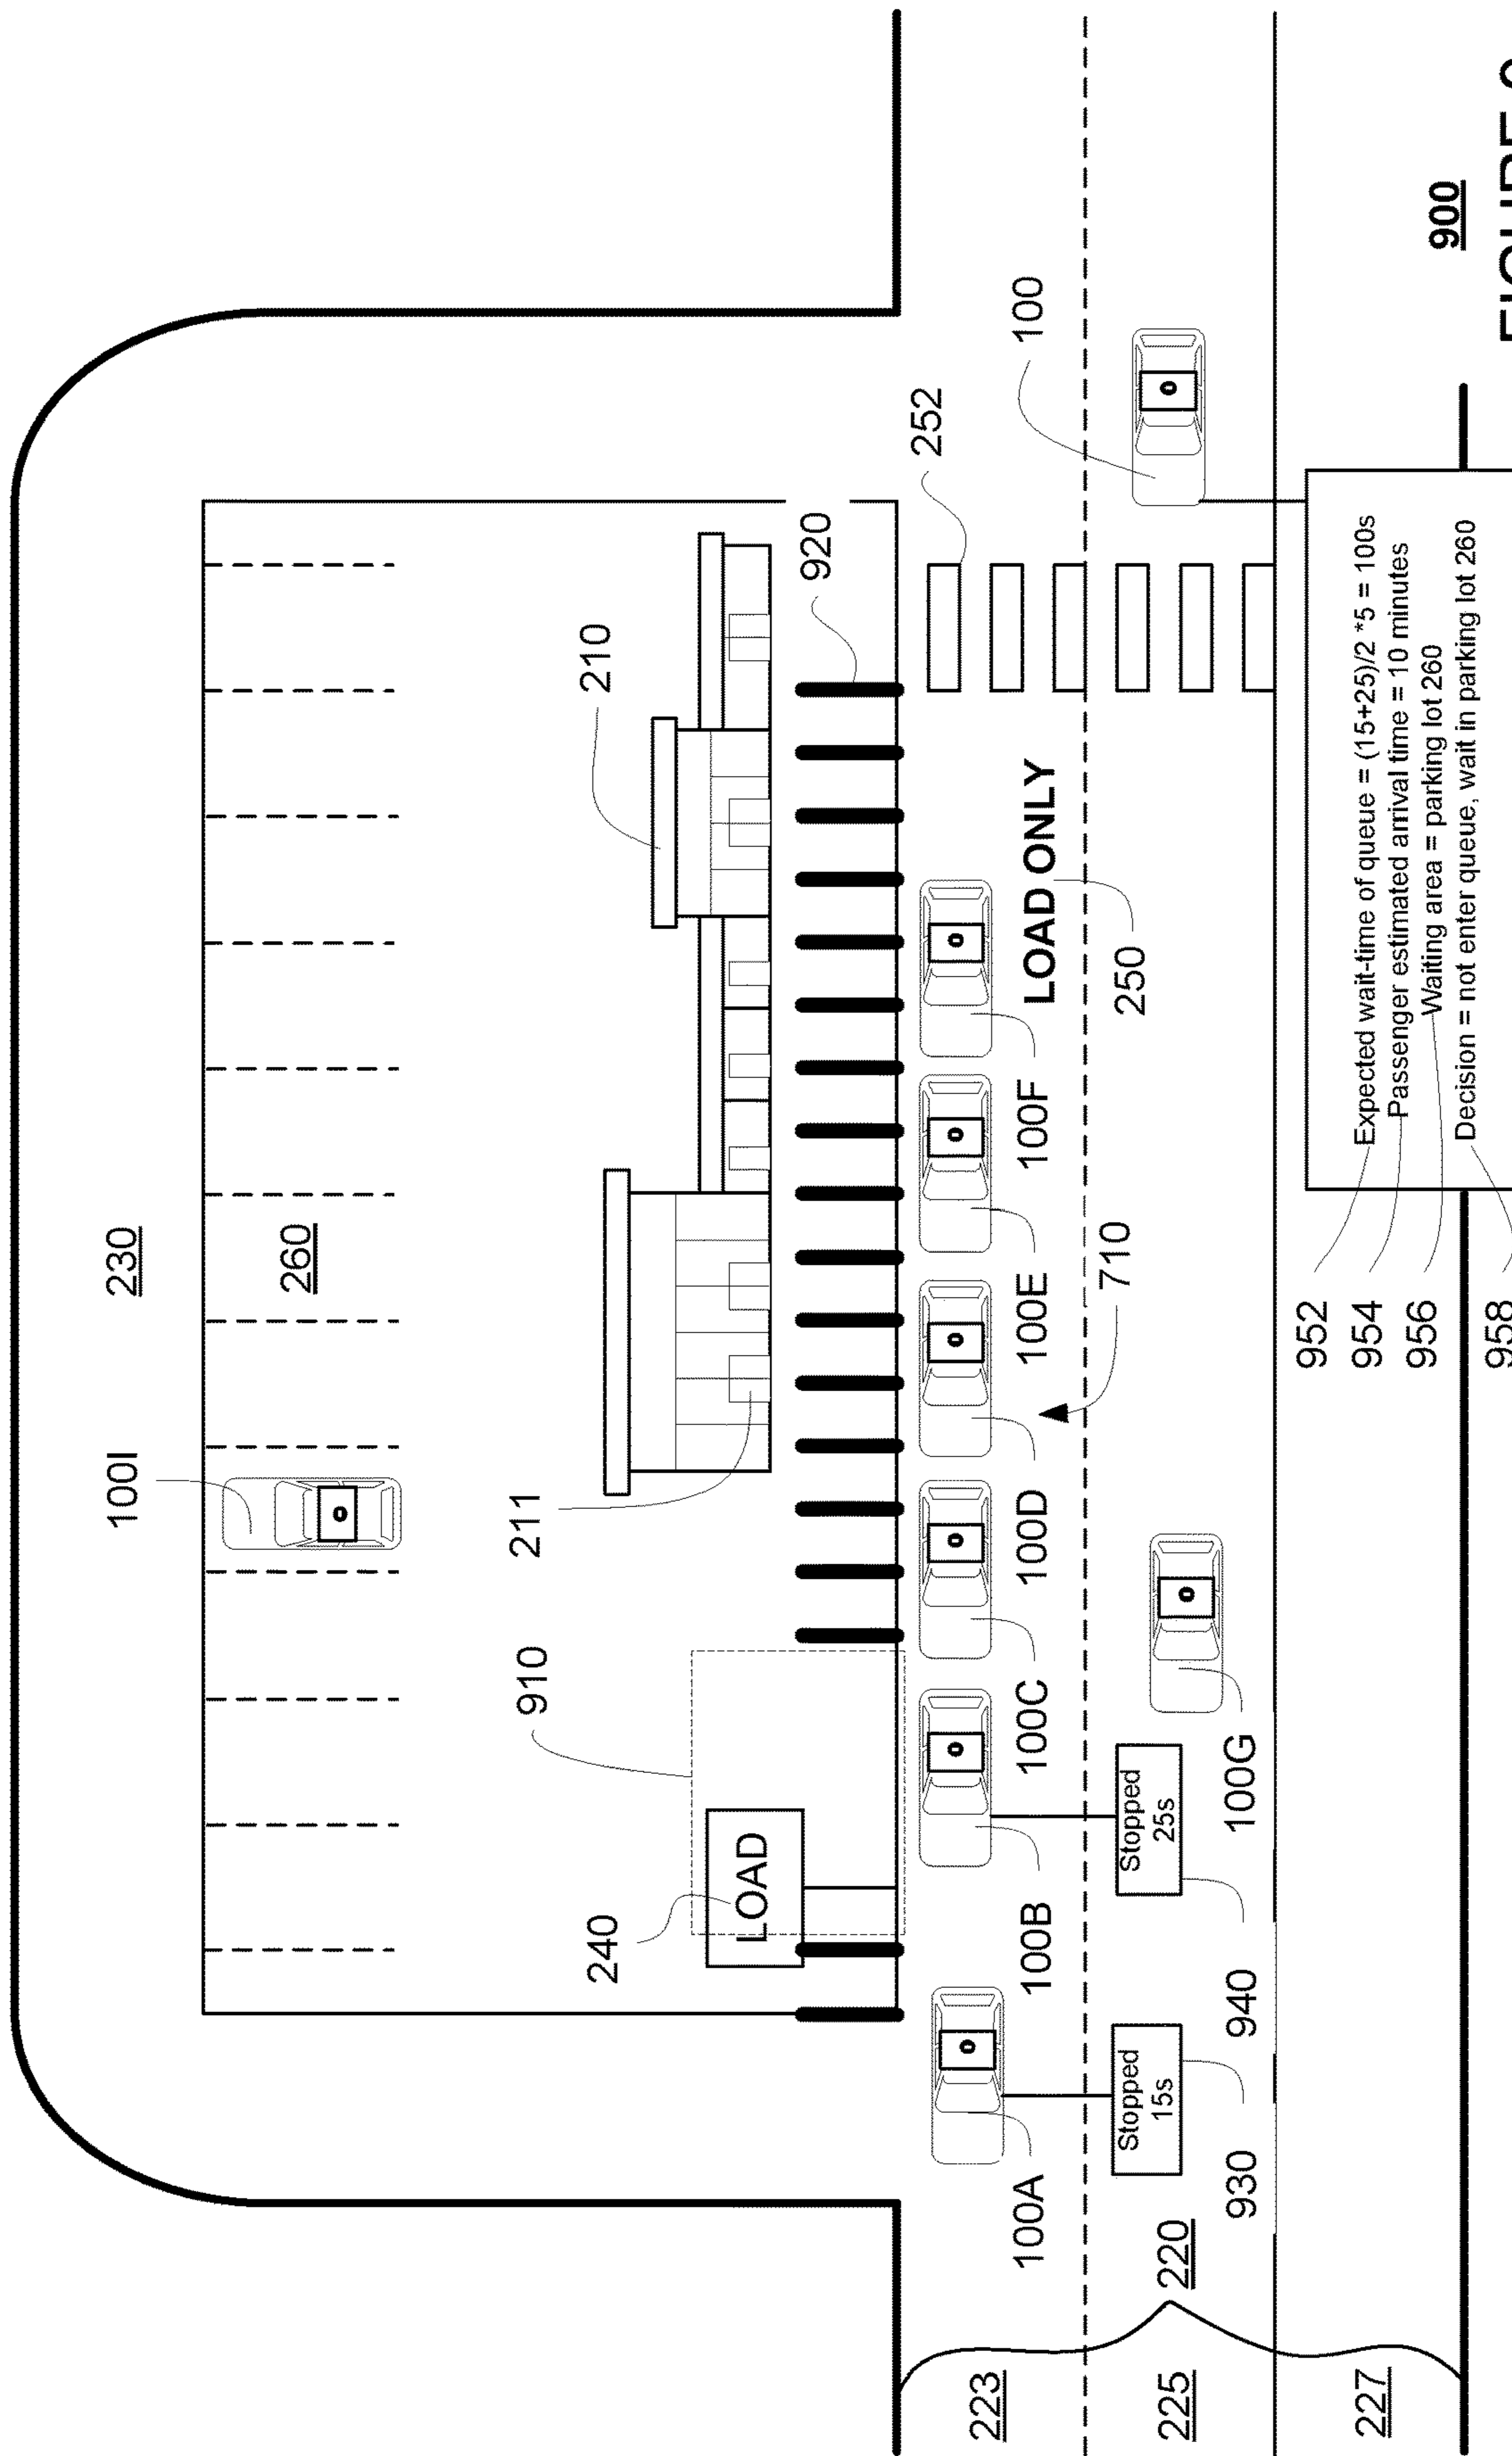 230
260
100I
210
211
920
910
240
LOAD
252
100
LOAD ONLY
250
100F
100E
710
100D
100C
100B
100A
100G
Stopped
25s
940
Stopped
15s
930
220
223
225
227
952
Expected wait-time of queue = (15+25)/2 *5 = 100s
954
Passenger estimated arrival time = 10 minutes
956
Waiting area = parking lot 260
958
Decision = not enter queue, wait in parking lot 260
900